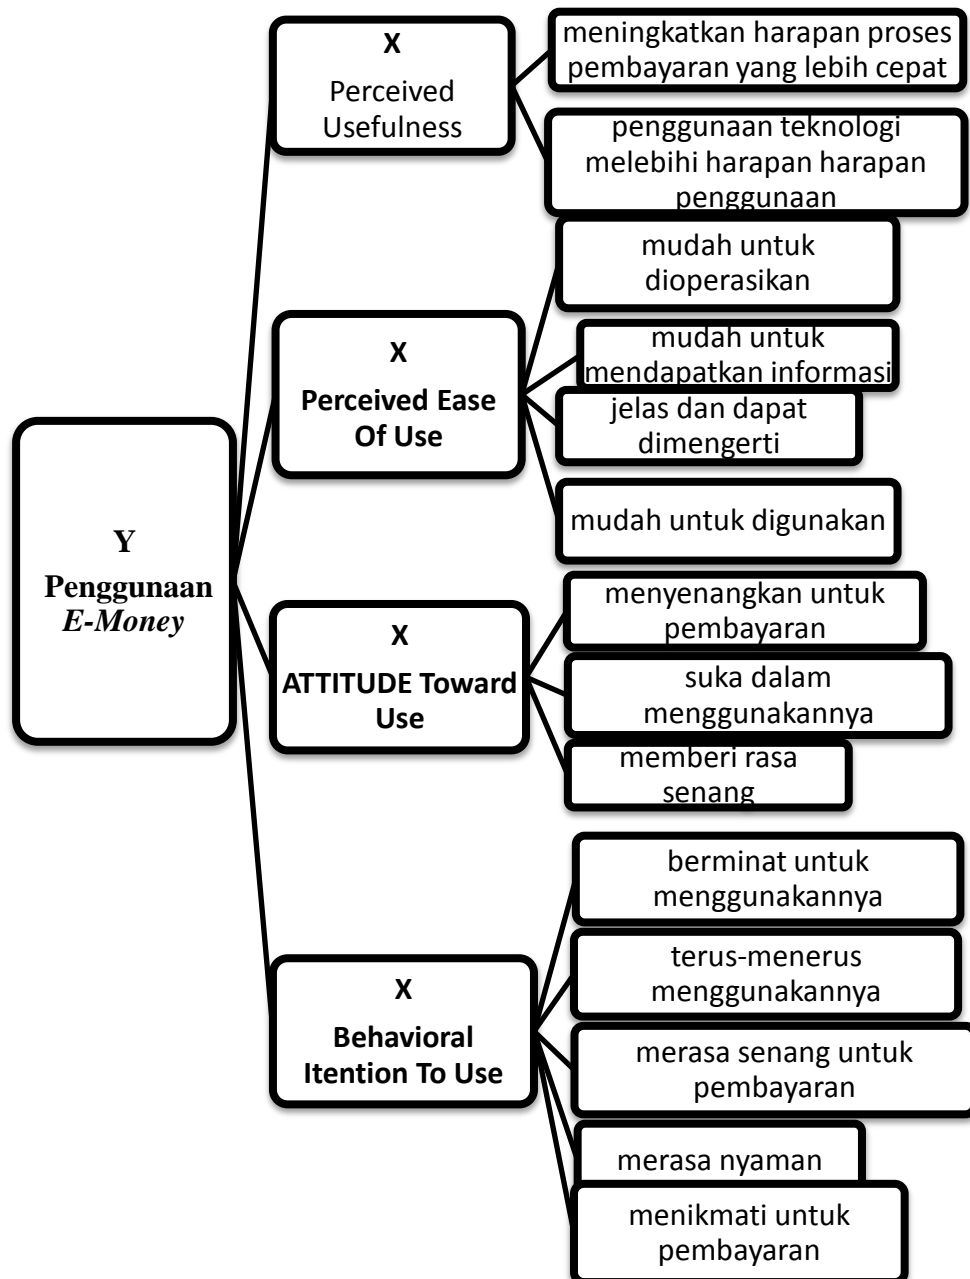 X
Perceived
Usefulness
meningkatkan harapan proses
pembayaran yang lebih cepat
penggunaan teknologi
melebihi harapan harapan
penggunaan
X
Perceived Ease
Of Use
mudah untuk
dioperasikan
mudah untuk
mendapatkan informasi
jelas dan dapat
dimengerti
mudah untuk digunakan
Y
Penggunaan
E-Money
X
ATTITUDE Toward
Use
menyenangkan untuk
pembayaran
suka dalam
menggunakannya
memberi rasa
senang
X
Behavioral
Itention To Use
berminat untuk
menggunakannya
terus-menerus
menggunakannya
merasa senang untuk
pembayaran
merasa nyaman
menikmati untuk
pembayaran